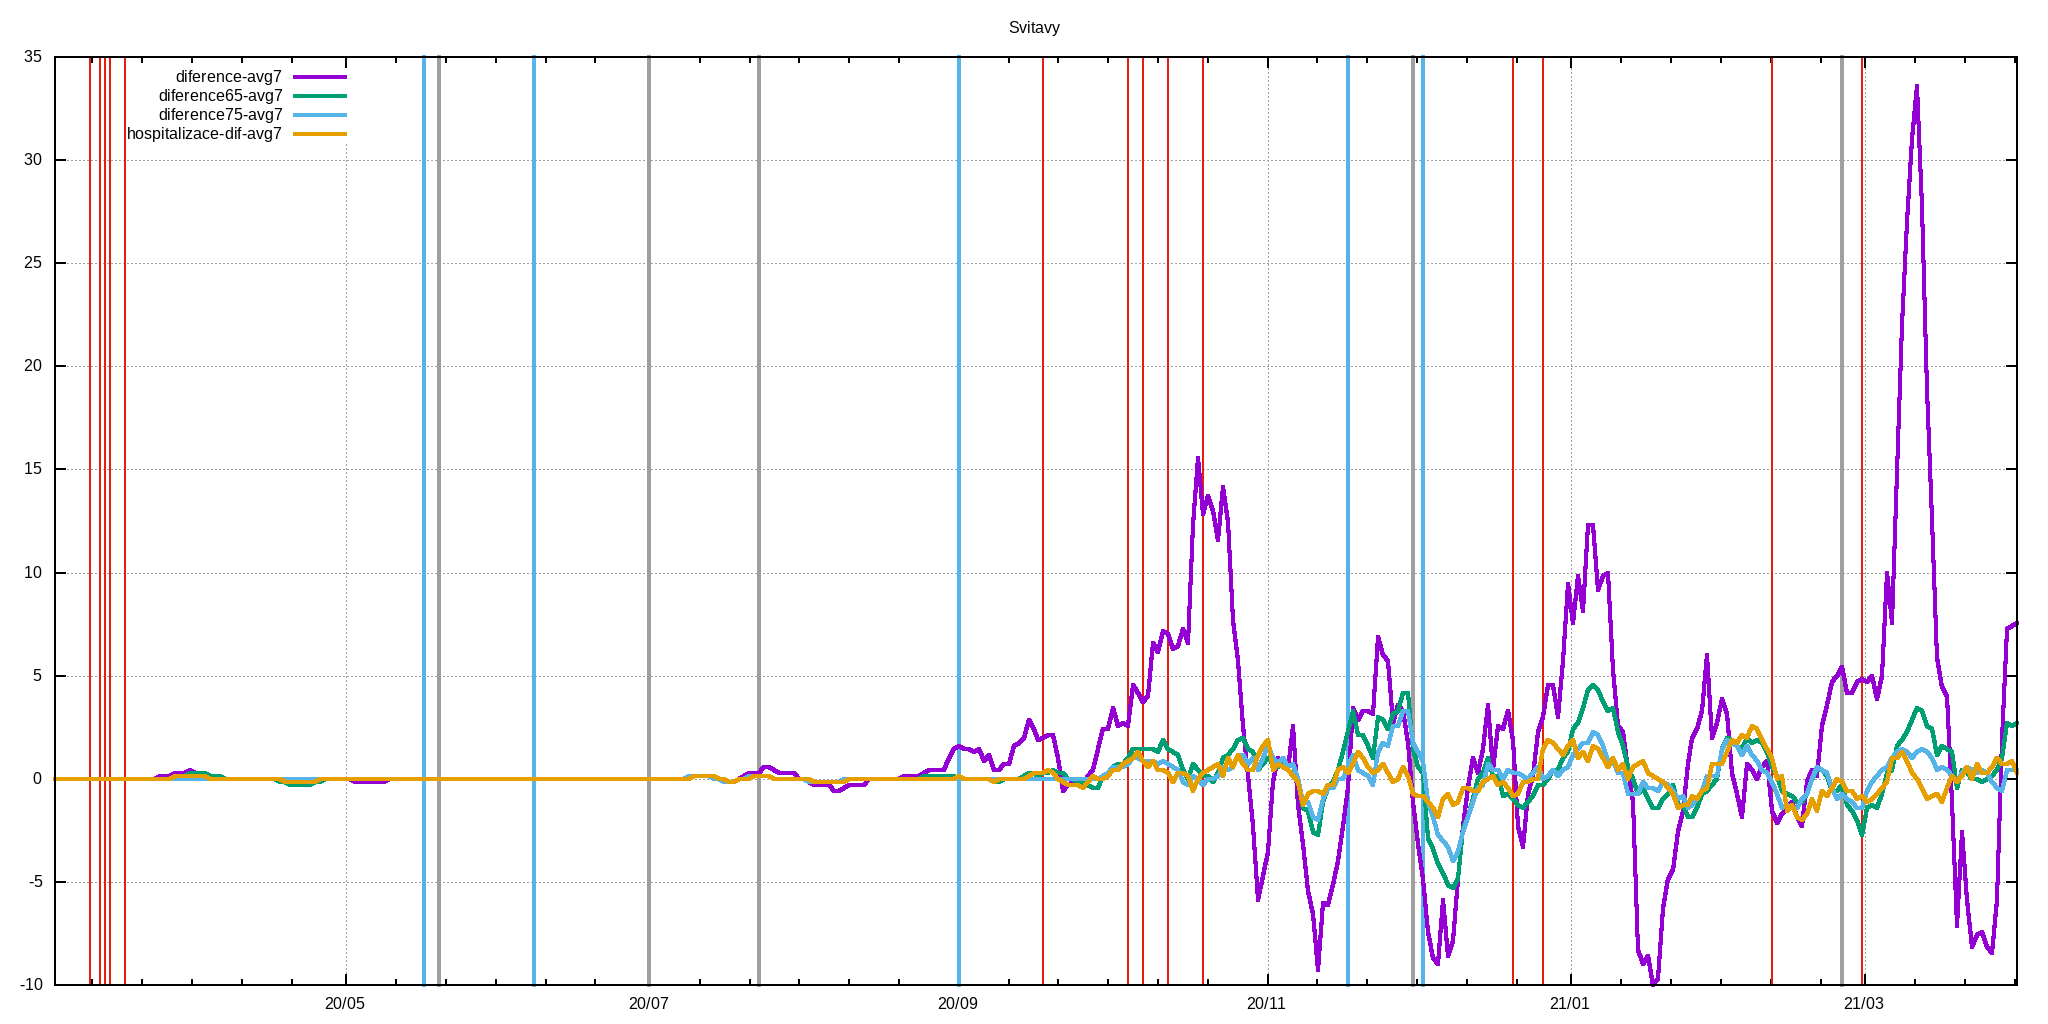 Svitavy
35
diference-avg7
diference65-avg7
diference75-avg7
hospitalizace-dif-avg7
30
25
20
15
10
5
0
-5
-10
20/05 20/07 20/09 20/11 21/01 21/03